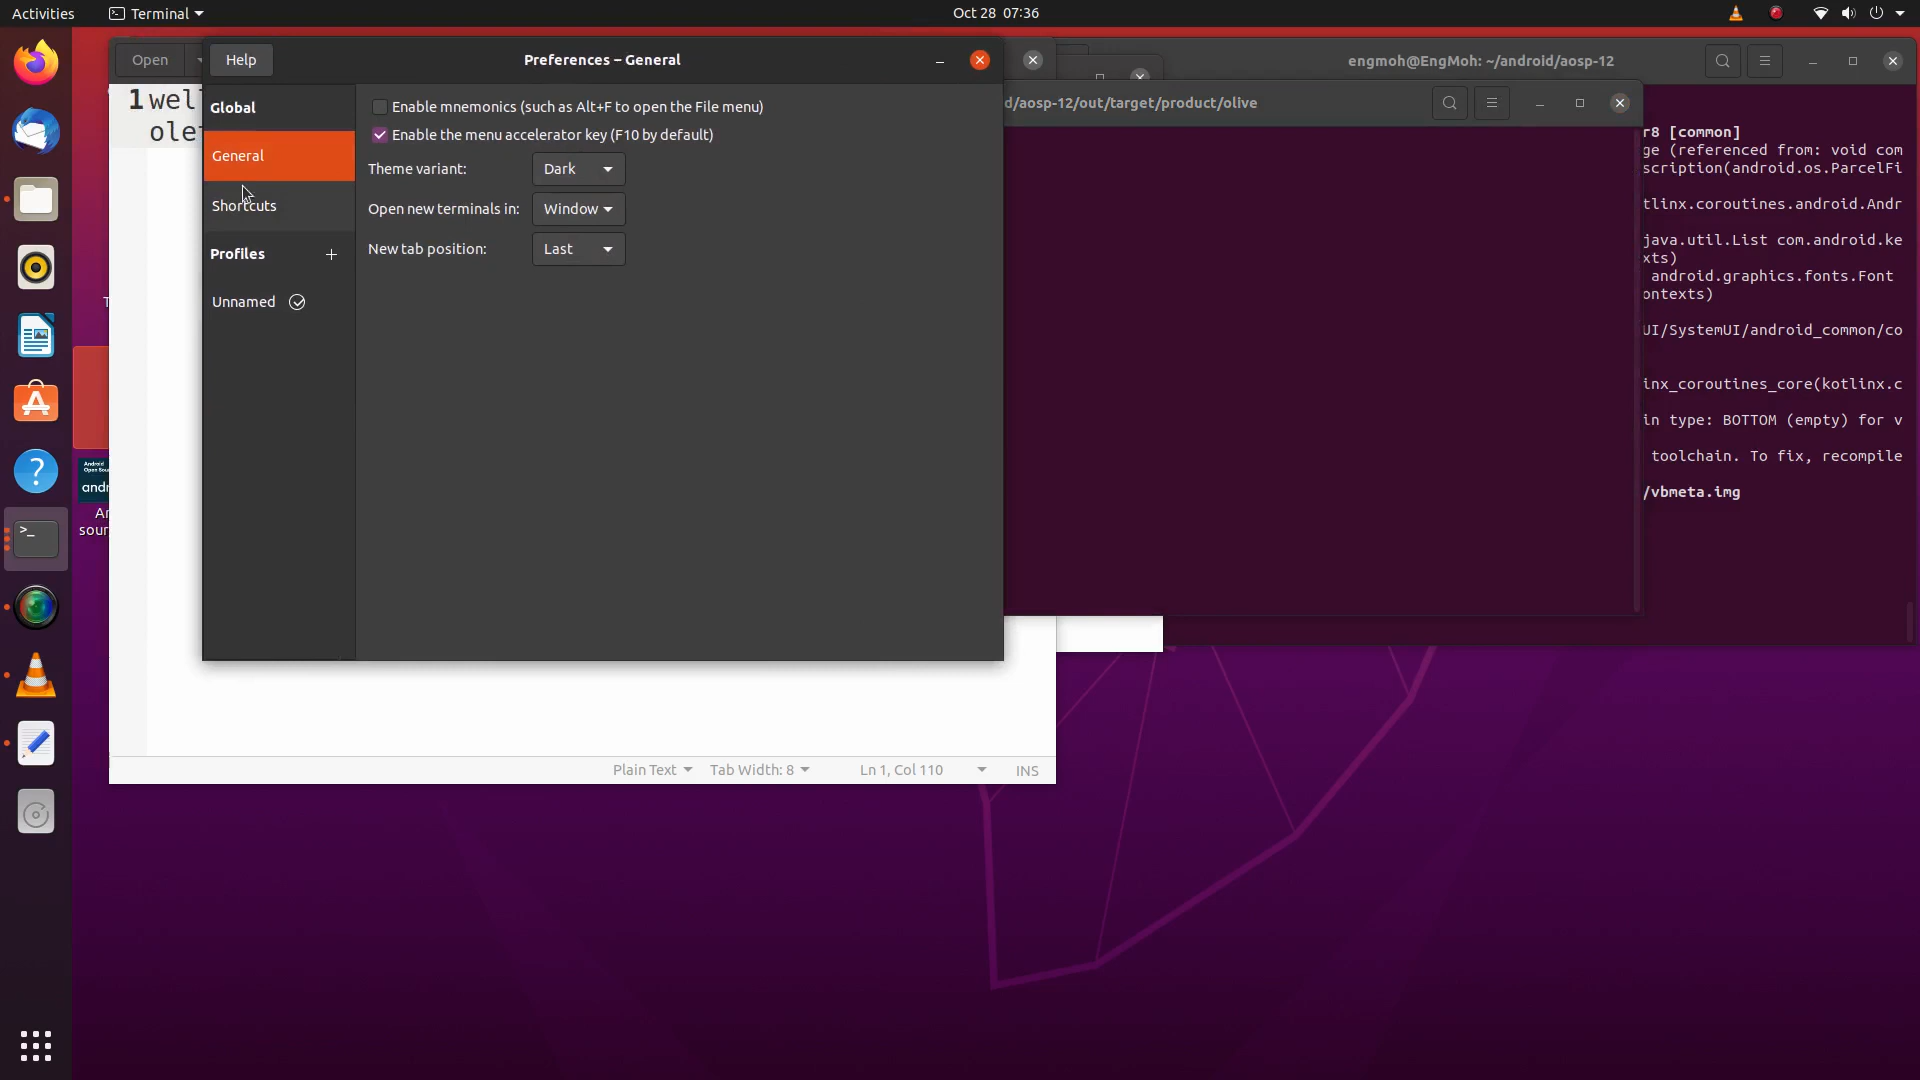 Activities
Terminal
Oct 28 07:36
Open
Help
Preferences – General
engmoh@EngMoh: ~/android/aosp-12
1
Global
General
Shortcuts
Profiles
Unnamed
Enable mnemonics (such as Alt+F to open the File menu)
Enable the menu accelerator key (F10 by default)
Theme variant:
Dark
Open new terminals in:
Window
New tab position:
Last
d/aosp-12/out/target/product/olive
r8 [common]
ge (referenced from: void com
scription(android.os.ParcelFi
tlinx.coroutines.android.Andr
java.util.List com.android.ke
xts)
android.graphics.fonts.Font
ontexts)
UI/SystemUI/android_common/co
inx_coroutines_core(kotlinx.c
in type: BOTTOM (empty) for v
toolchain. To fix, recompile
/vbmeta.img
Android
Open Sour
andr
sour
Plain Text
Tab Width: 8
Ln 1, Col 110
INS